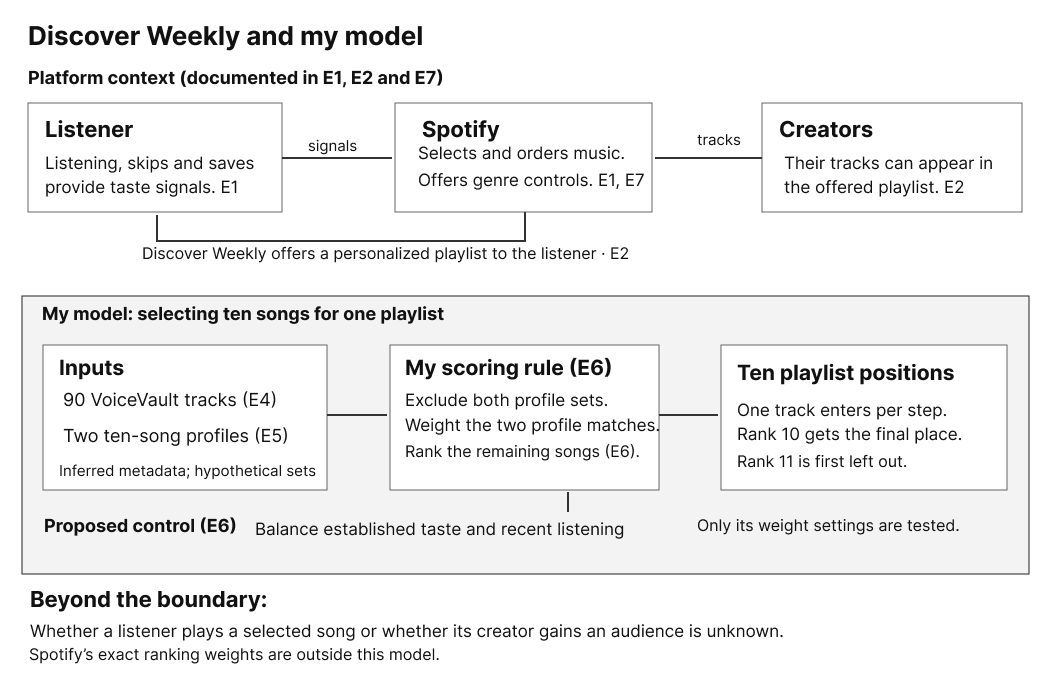 Discover Weekly and my model
Platform context (documented in E1, E2 and E7)
Listener
Listening, skips and saves
provide taste signals. E1
signals
Spotify
Selects and orders music.
Offers genre controls. E1, E7
tracks
Creators
Their tracks can appear in
the offered playlist. E2
Discover Weekly offers a personalized playlist to the listener · E2
My model: selecting ten songs for one playlist
Inputs
90 VoiceVault tracks (E4)
Two ten-song profiles (E5)
Inferred metadata; hypothetical sets
My scoring rule (E6)
Exclude both profile sets.
Weight the two profile matches.
Rank the remaining songs (E6).
Ten playlist positions
One track enters per step.
Rank 10 gets the final place.
Rank 11 is first left out.
Proposed control (E6)
Balance established taste and recent listening
Only its weight settings are tested.
Beyond the boundary:
Whether a listener plays a selected song or whether its creator gains an audience is unknown.
Spotify’s exact ranking weights are outside this model.